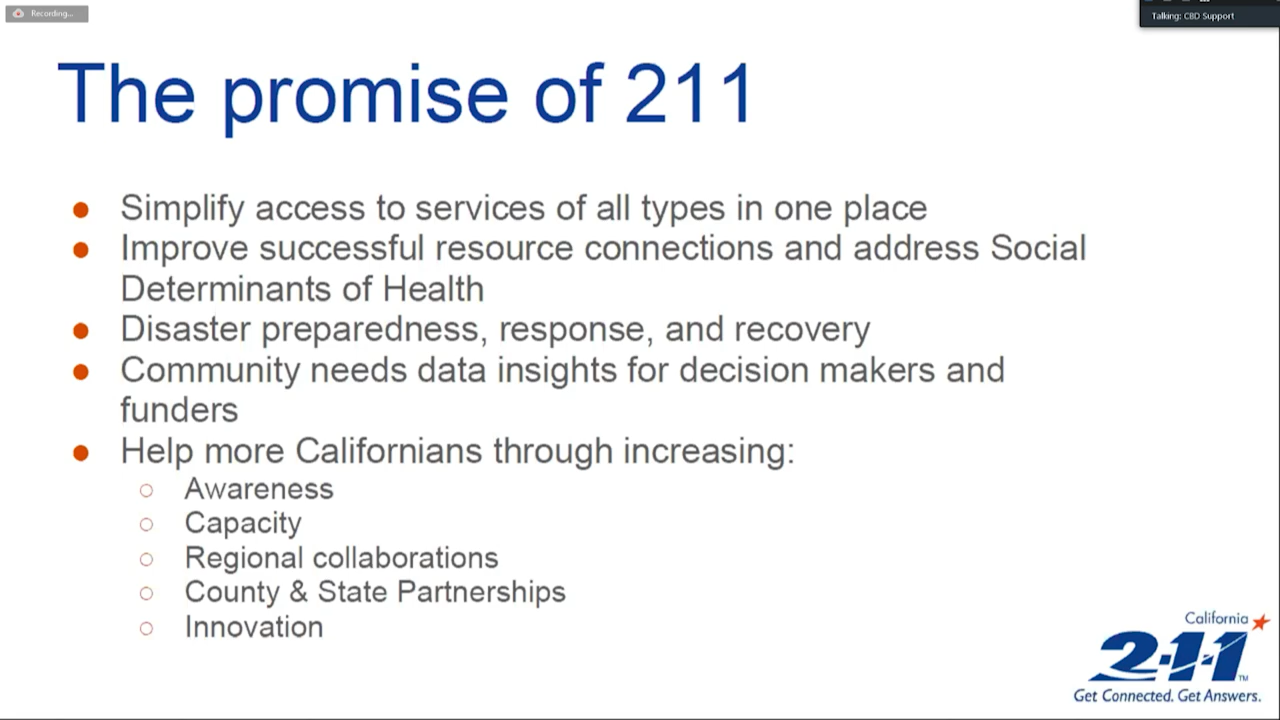 Recording...
Talking: CBD Support
The promise of 211
● Simplify access to services of all types in one place
● Improve successful resource connections and address Social
Determinants of Health
● Disaster preparedness, response, and recovery
● Community needs data insights for decision makers and
funders
● Help more Californians through increasing:
○ Awareness
○ Capacity
○ Regional collaborations
○ County & State Partnerships
○ Innovation
California
2-1-1 ™
Get Connected. Get Answers.